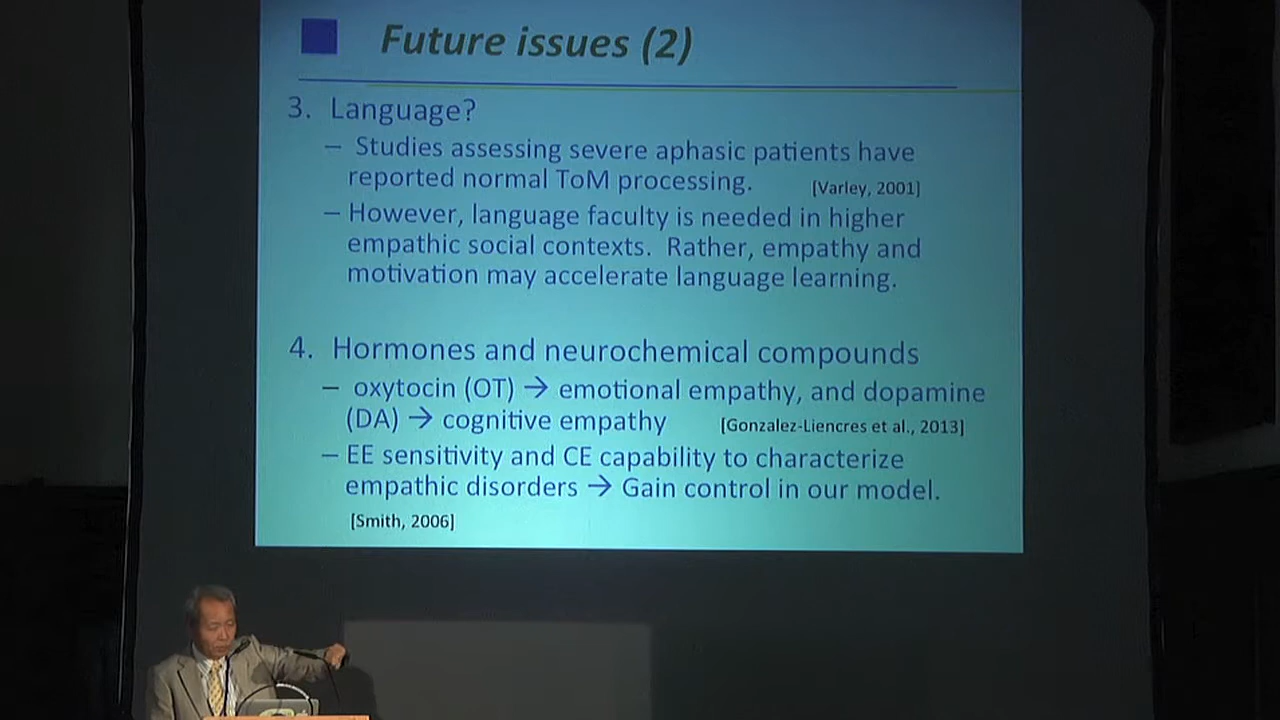 Future issues (2)
3. Language?
– Studies assessing severe aphasic patients have
reported normal ToM processing. [Varley, 2001]
– However, language faculty is needed in higher
empathic social contexts. Rather, empathy and
motivation may accelerate language learning.
4. Hormones and neurochemical compounds
– oxytocin (OT) → emotional empathy, and dopamine
(DA) → cognitive empathy [Gonzalez-Liencres et al., 2013]
– EE sensitivity and CE capability to characterize
empathic disorders → Gain control in our model.
[Smith, 2006]